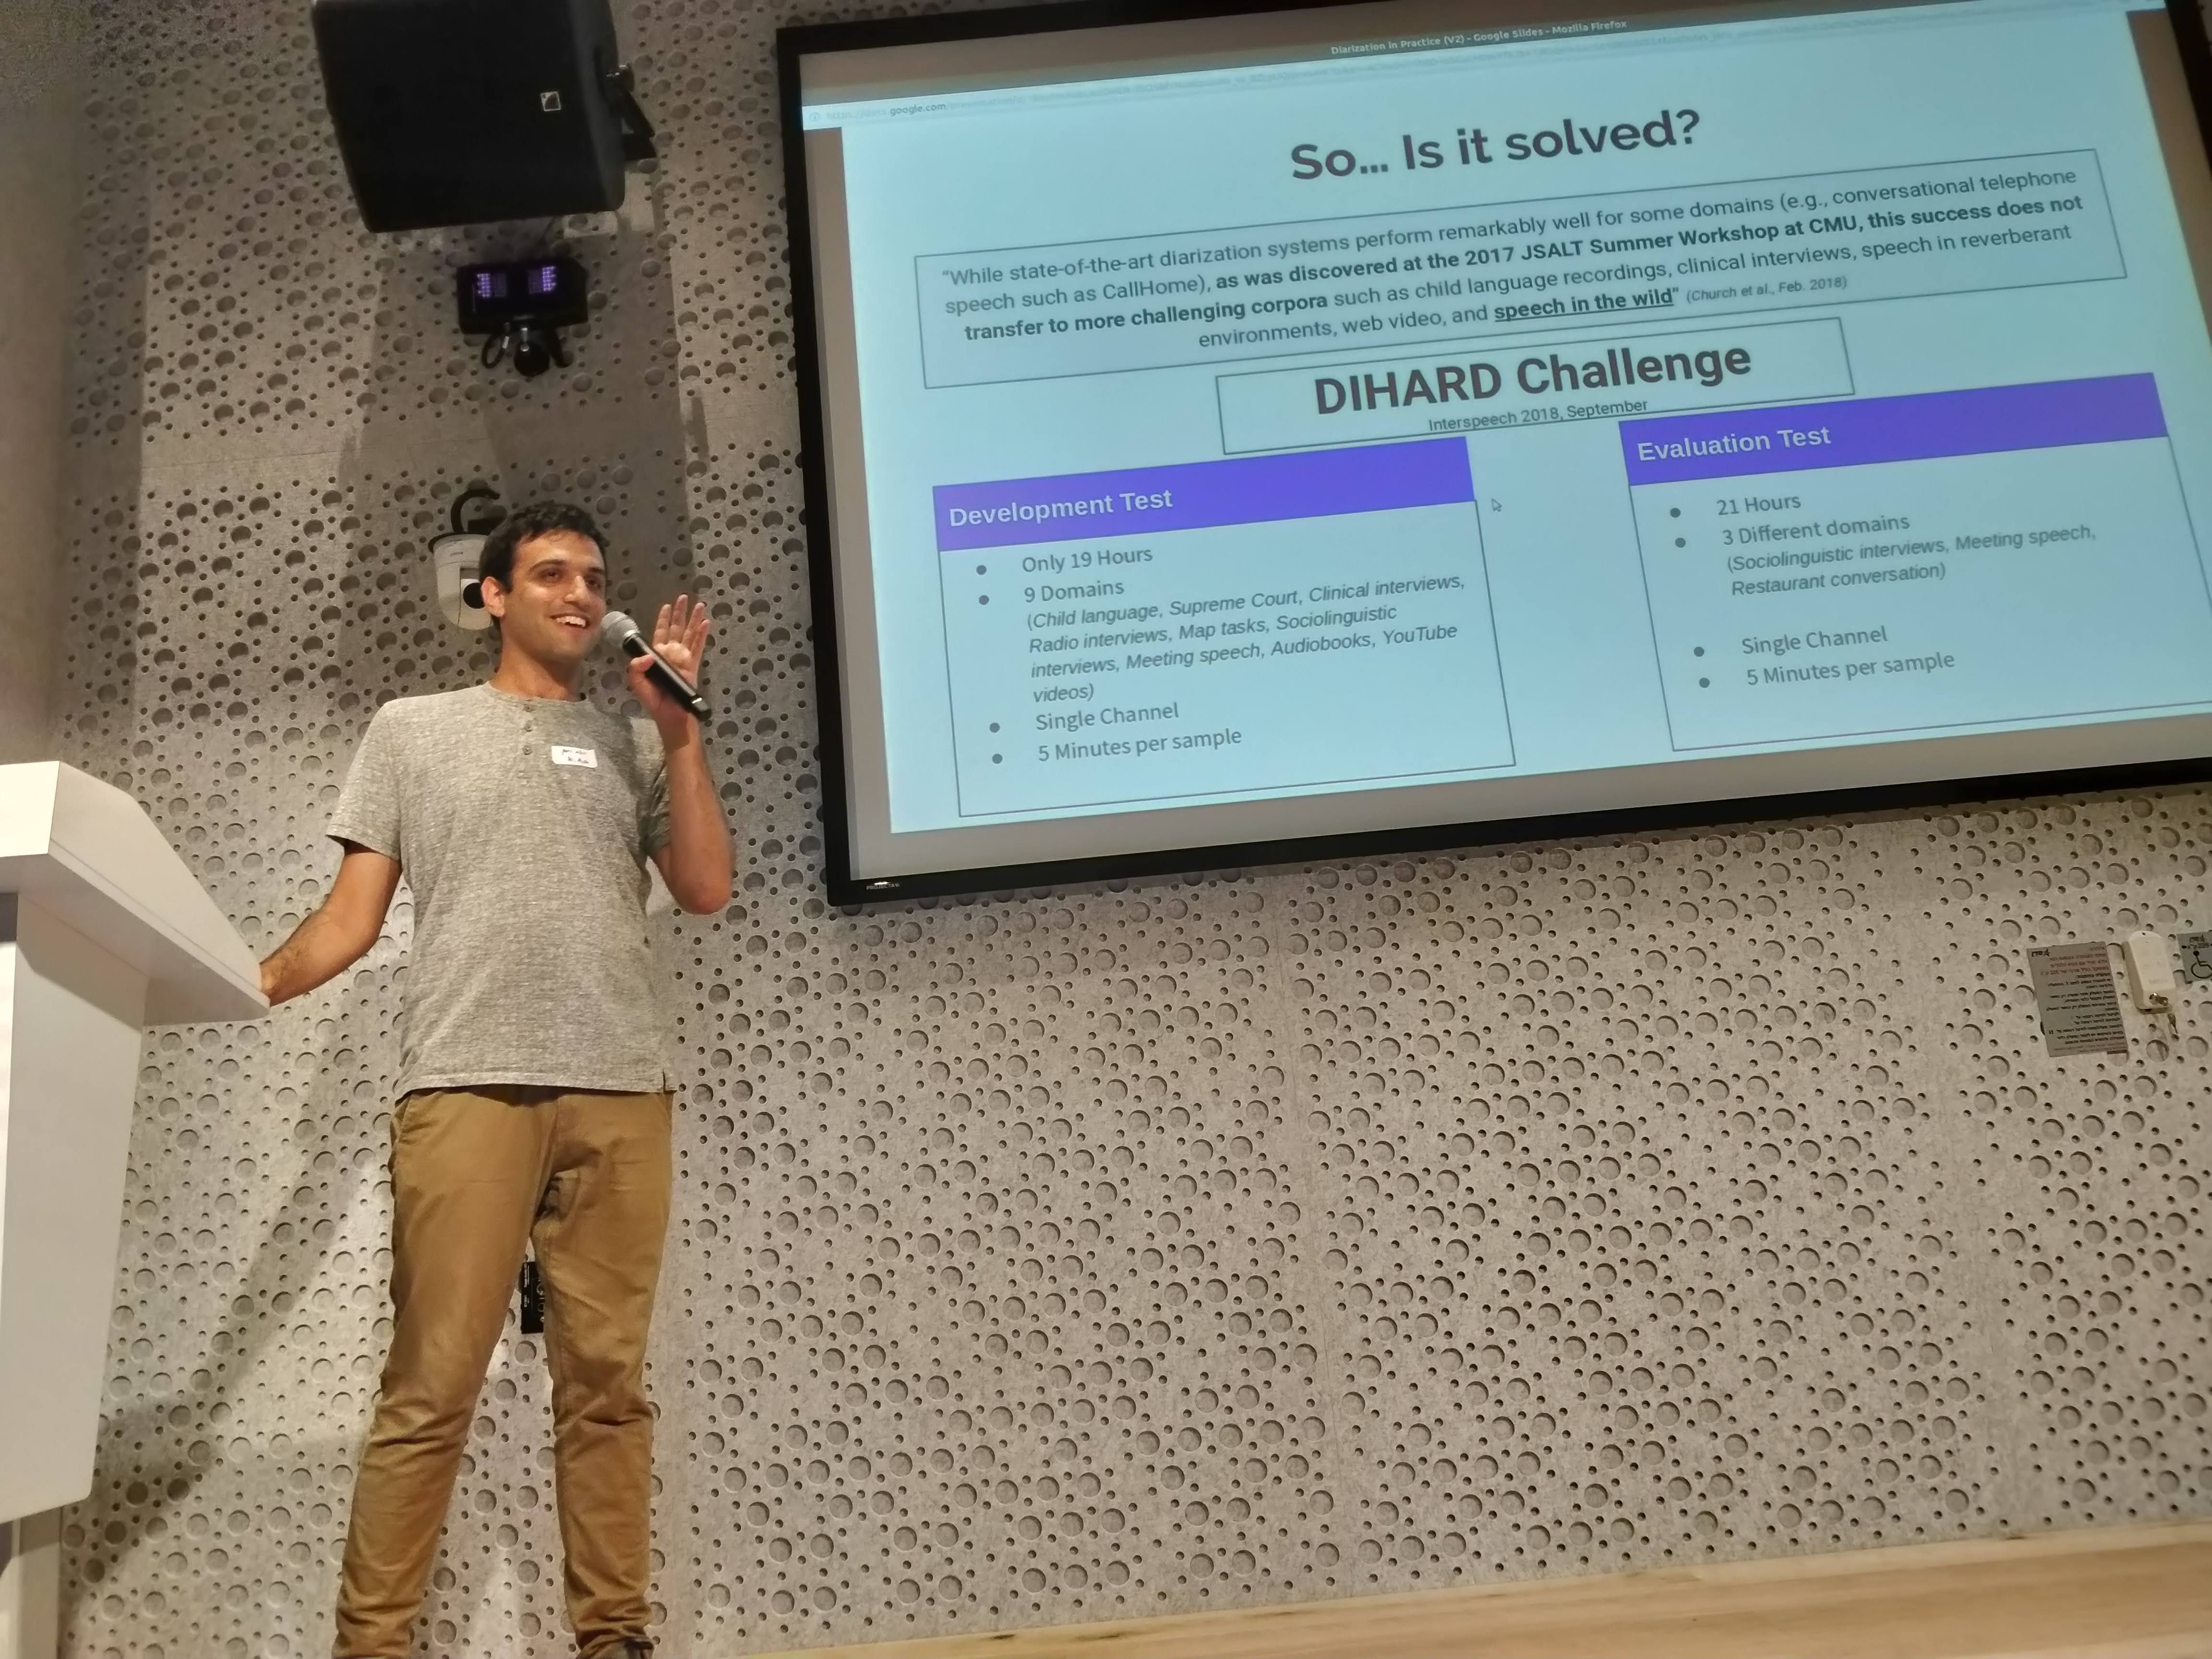 Diarization in Practice (V2) - Google Slides - Mozilla Firefox
google.com
So... Is it solved?
"While state-of-the-art diarization systems perform remarkably well for some domains (e.g., conversational telephone
speech such as CallHome), as was discovered at the 2017 JSALT Summer Workshop at CMU, this success does not
transfer to more challenging corpora such as child language recordings, clinical interviews, speech in reverberant
environments, web video, and speech in the wild" (Church et al., Feb. 2018)
DIHARD Challenge
Interspeech 2018, September
Development Test
● Only 19 Hours
● 9 Domains
(Child language, Supreme Court, Clinical interviews,
Radio interviews, Map tasks, Sociolinguistic
interviews, Meeting speech, Audiobooks, YouTube
videos)
● Single Channel
● 5 Minutes per sample
Evaluation Test
● 21 Hours
● 3 Different domains
(Sociolinguistic interviews, Meeting speech,
Restaurant conversation)
● Single Channel
● 5 Minutes per sample